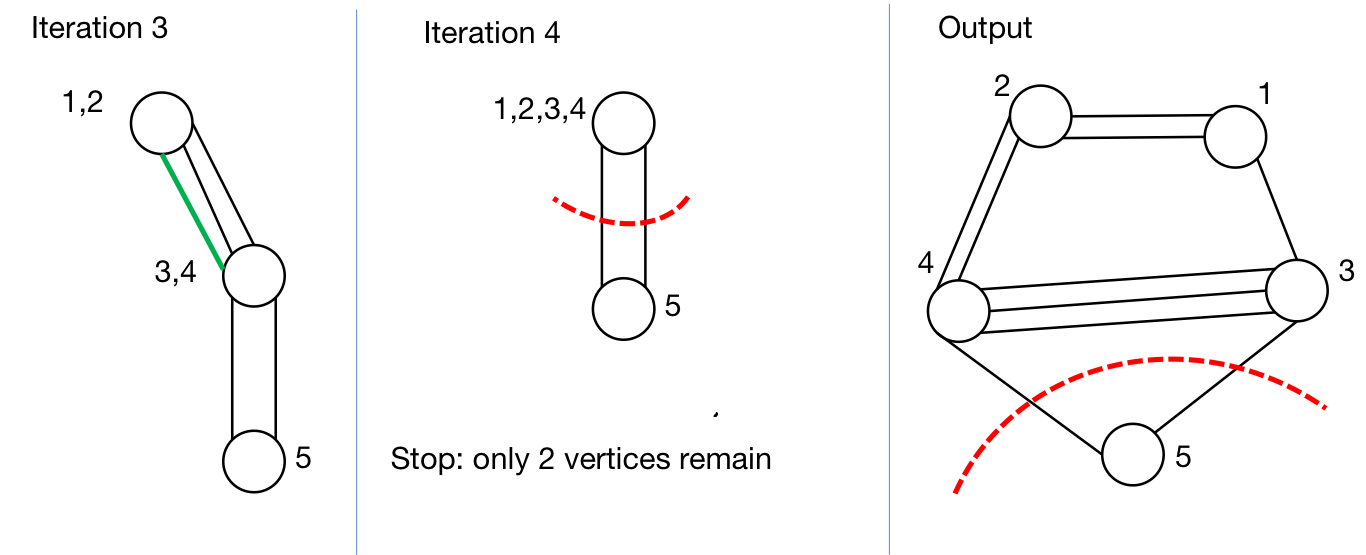 Iteration 3
1,2
3,4
5
Iteration 4
1,2,3,4
5
Stop: only 2 vertices remain
Output
2
1
4
3
5